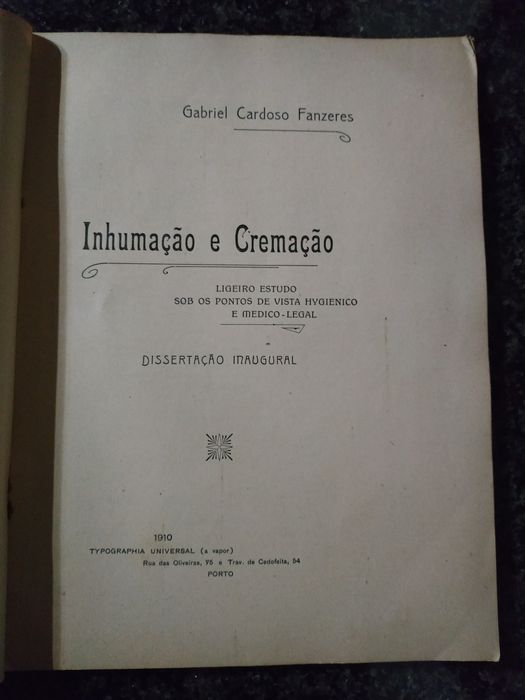 Gabriel Cardoso Fanzeres
Inhumação e Cremação
LIGEIRO ESTUDO
SOB OS PONTOS DE VISTA HYGIENICO
E MEDICO-LEGAL
DISSERTAÇÃO INAUGURAL
1910
TYPOGRAPHIA UNIVERSAL (a vapor)
Rua das Oliveiras, 75 e Trav. de Cedofeita, 54
PORTO